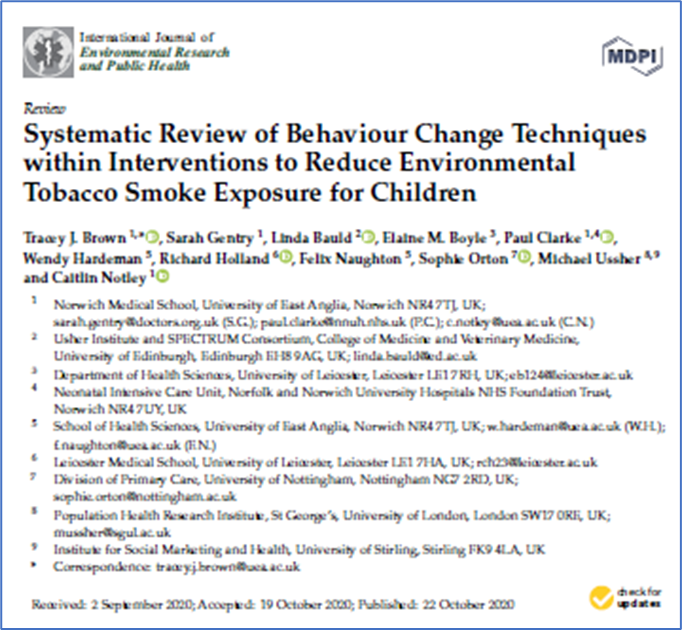 International Journal of
Environmental Research
and Public Health
MDPI
Review
Systematic Review of Behaviour Change Techniques
within Interventions to Reduce Environmental
Tobacco Smoke Exposure for Children
Tracey J. Brown 1,*, Sarah Gentry 1, Linda Bauld 2, Elaine M. Boyle 3, Paul Clarke 1,4,
Wendy Hardeman 5, Richard Holland 6, Felix Naughton 5, Sophie Orton 7, Michael Ussher 8,9
and Caitlin Notley 1
1 Norwich Medical School, University of East Anglia, Norwich NR4 7TJ, UK;
sarah.gentry@doctors.org.uk (S.G.); paul.clarke@nnuh.nhs.uk (P.C.); c.notley@uea.ac.uk (C.N.)
2 Usher Institute and SPECTRUM Consortium, College of Medicine and Veterinary Medicine,
University of Edinburgh, Edinburgh EH8 9AG, UK; linda.bauld@ed.ac.uk
3 Department of Health Sciences, University of Leicester, Leicester LE1 7RH, UK; eb124@leicester.ac.uk
4 Neonatal Intensive Care Unit, Norfolk and Norwich University Hospitals NHS Foundation Trust,
Norwich NR4 7UY, UK
5 School of Health Sciences, University of East Anglia, Norwich NR4 7TJ, UK; w.hardeman@uea.ac.uk (W.H.);
f.naughton@uea.ac.uk (F.N.)
6 Leicester Medical School, University of Leicester, Leicester LE1 7HA, UK; rch23@leicester.ac.uk
7 Division of Primary Care, University of Nottingham, Nottingham NG7 2RD, UK;
sophie.orton@nottingham.ac.uk
8 Population Health Research Institute, St George's, University of London, London SW17 0RE, UK;
mussher@sgul.ac.uk
9 Institute for Social Marketing and Health, University of Stirling, Stirling FK9 4LA, UK
* Correspondence: tracey.j.brown@uea.ac.uk
Received: 2 September 2020; Accepted: 19 October 2020; Published: 22 October 2020
check for
updates